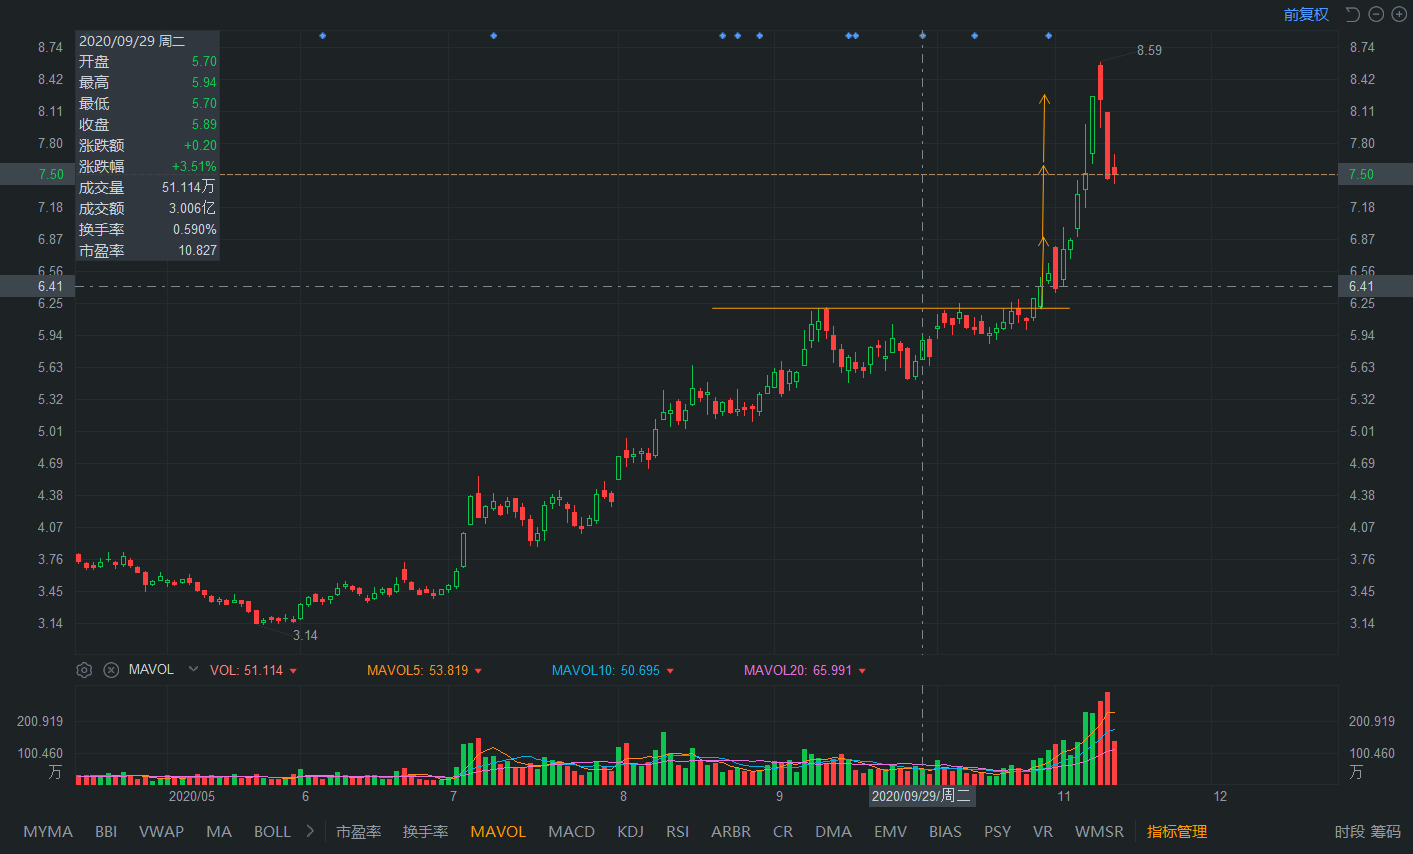 前复权
8.74 8.74
8.59
2020/09/29 周二
开盘 5.70
8.42 最高 5.94 8.42
最低 5.70
8.11 8.11
收盘 5.89
7.80 涨跌额 +0.20 7.80
涨跌幅 +3.51%
7.50 7.50
成交量 51.114万
7.18 成交额 3.006亿 7.18
换手率 0.590%
6.87 6.87
市盈率 10.827
6.56 6.56
6.41 6.41
6.25 6.25
5.94 5.94
5.63 5.63
5.32 5.32
5.01 5.01
4.69 4.69
4.38 4.38
4.07 4.07
3.76 3.76
3.45 3.45
3.14 3.14
3.14
MAVOL VOL: 51.114 MAVOL5: 53.819 MAVOL10: 50.695 MAVOL20: 65.991
200.919 200.919
100.460 100.460
万 万
2020/05 6 7 8 9 2020/09/29/周二 11 12
MYMA BBI VWAP MA BOLL 市盈率 换手率 MAVOL MACD KDJ RSI ARBR CR DMA EMV BIAS PSY VR WMSR 指标管理 时段 筹码